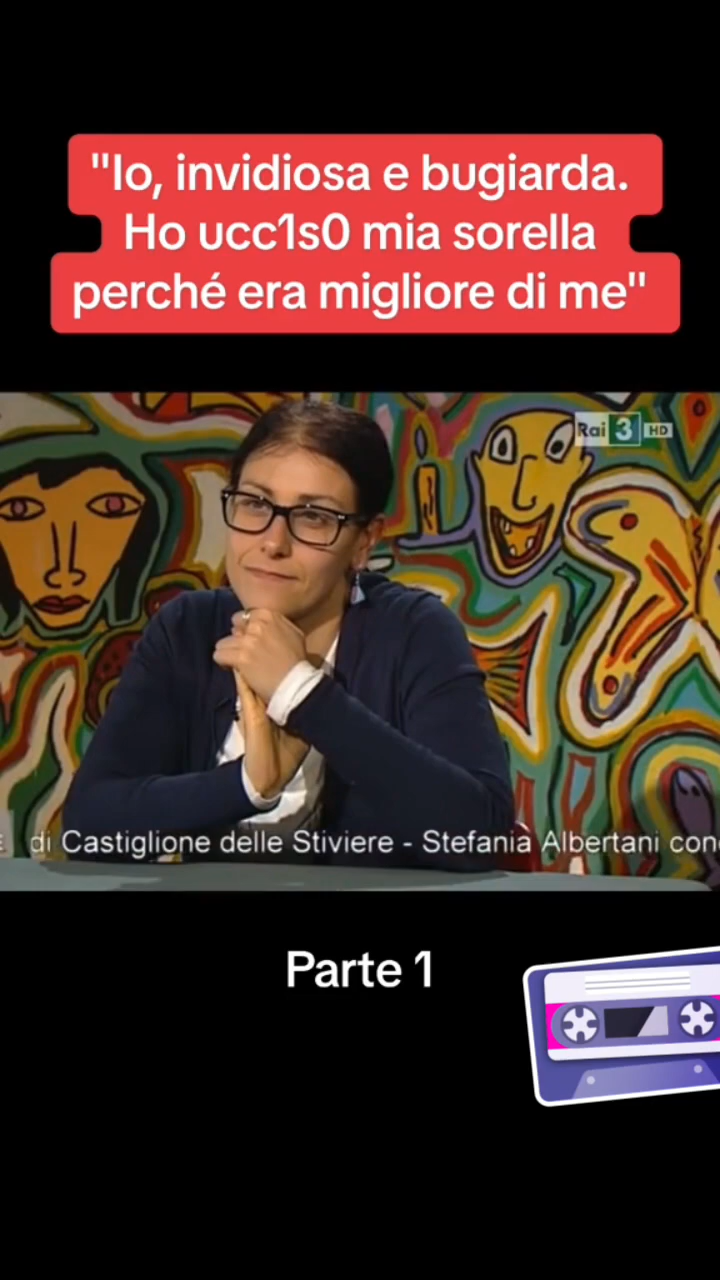 "Io, invidiosa e bugiarda.
Ho ucc1s0 mia sorella
perché era migliore di me"
Rai 3 HD
di Castiglione delle Stiviere - Stefania Albertani con
Parte 1